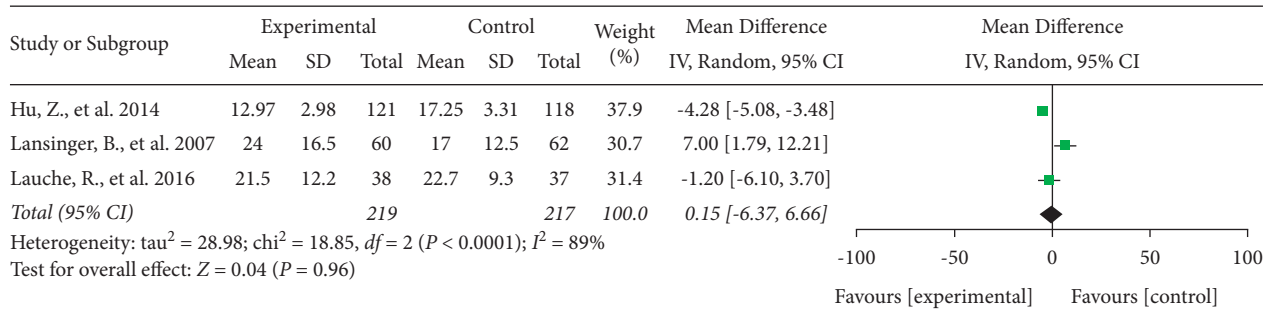 Study or Subgroup Experimental Control Weight (%) Mean Difference Mean Difference
Mean SD Total Mean SD Total IV, Random, 95% CI IV, Random, 95% CI
Hu, Z., et al. 2014 12.97 2.98 121 17.25 3.31 118 37.9 -4.28 [-5.08, -3.48]
Lansinger, B., et al. 2007 24 16.5 60 17 12.5 62 30.7 7.00 [1.79, 12.21]
Lauche, R., et al. 2016 21.5 12.2 38 22.7 9.3 37 31.4 -1.20 [-6.10, 3.70]
Total (95% CI) 219 217 100.0 0.15 [-6.37, 6.66]
Heterogeneity: tau² = 28.98; chi² = 18.85, df = 2 (P < 0.0001); I² = 89%
Test for overall effect: Z = 0.04 (P = 0.96)
-100 -50 0 50 100
Favours [experimental] Favours [control]